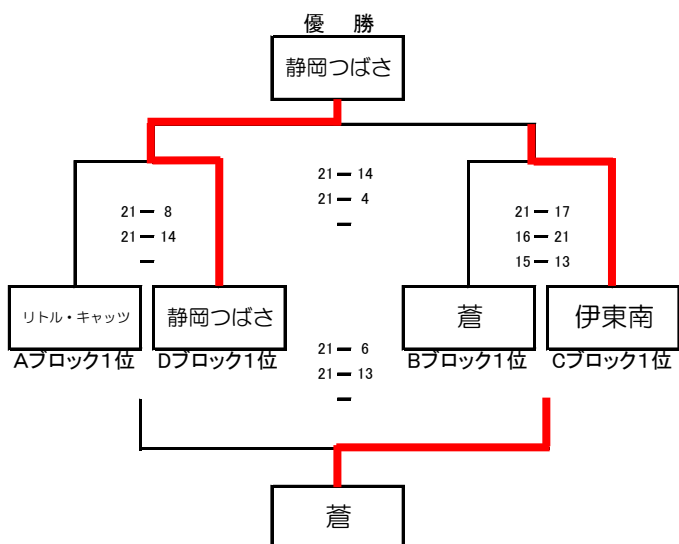 優　勝
静岡つばさ
21 ー 14
21 ー 4
ー
21 ー 8
21 ー 14
ー
21 ー 17
16 ー 21
15 ー 13
リトル・キャッツ
静岡つばさ
蒼
伊東南
Aブロック1位
Dブロック1位
Bブロック1位
Cブロック1位
21 ー 6
21 ー 13
ー
蒼